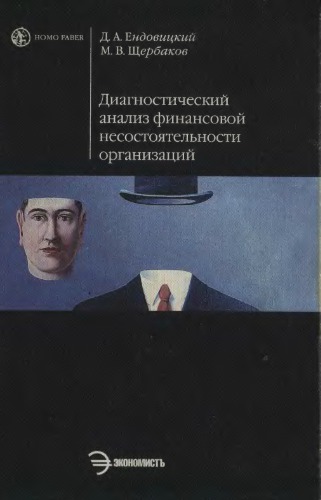 HOMO FABER
Д. А. Ендовицкий
М. В. Щербаков
Диагностический
анализ финансовой
несостоятельности
организаций
ЭКОНОМИСТЪ